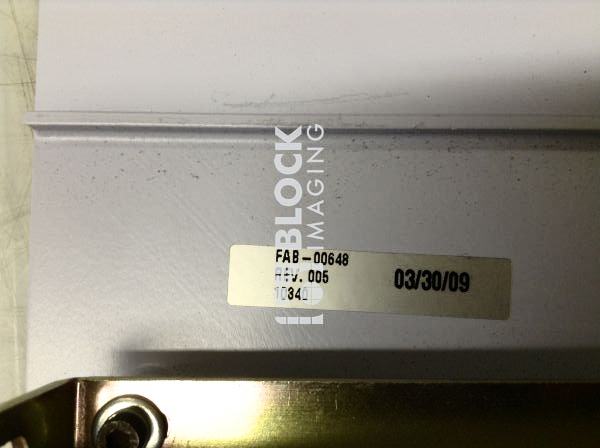 BLOCK
IMAGING
FAB-00648
Rev. 005
03/30/09